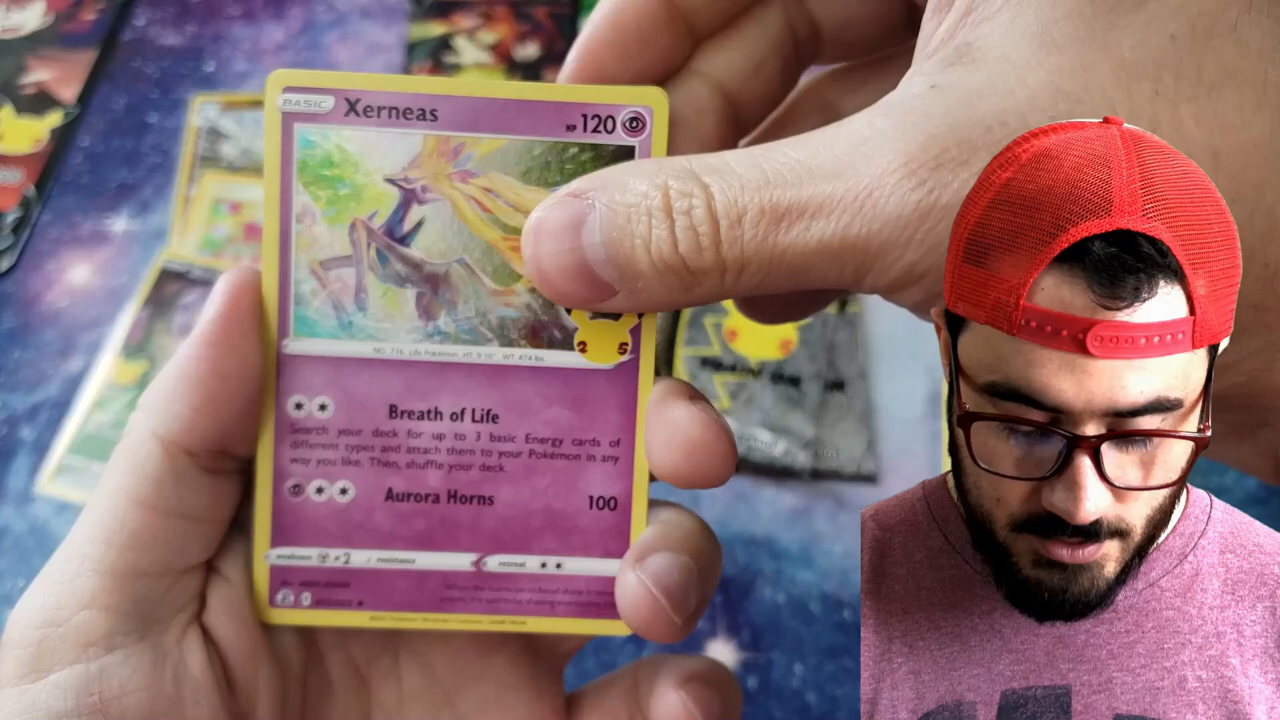 BASIC Xerneas HP 120
NO. 716 Life Pokémon HT 9'10" WT 474 lbs.
2 5
Breath of Life
Search your deck for up to 3 basic Energy cards of
different types and attach them to your Pokémon in any
way you like. Then, shuffle your deck.
Aurora Horns 100
weakness ×2 resistance retreat